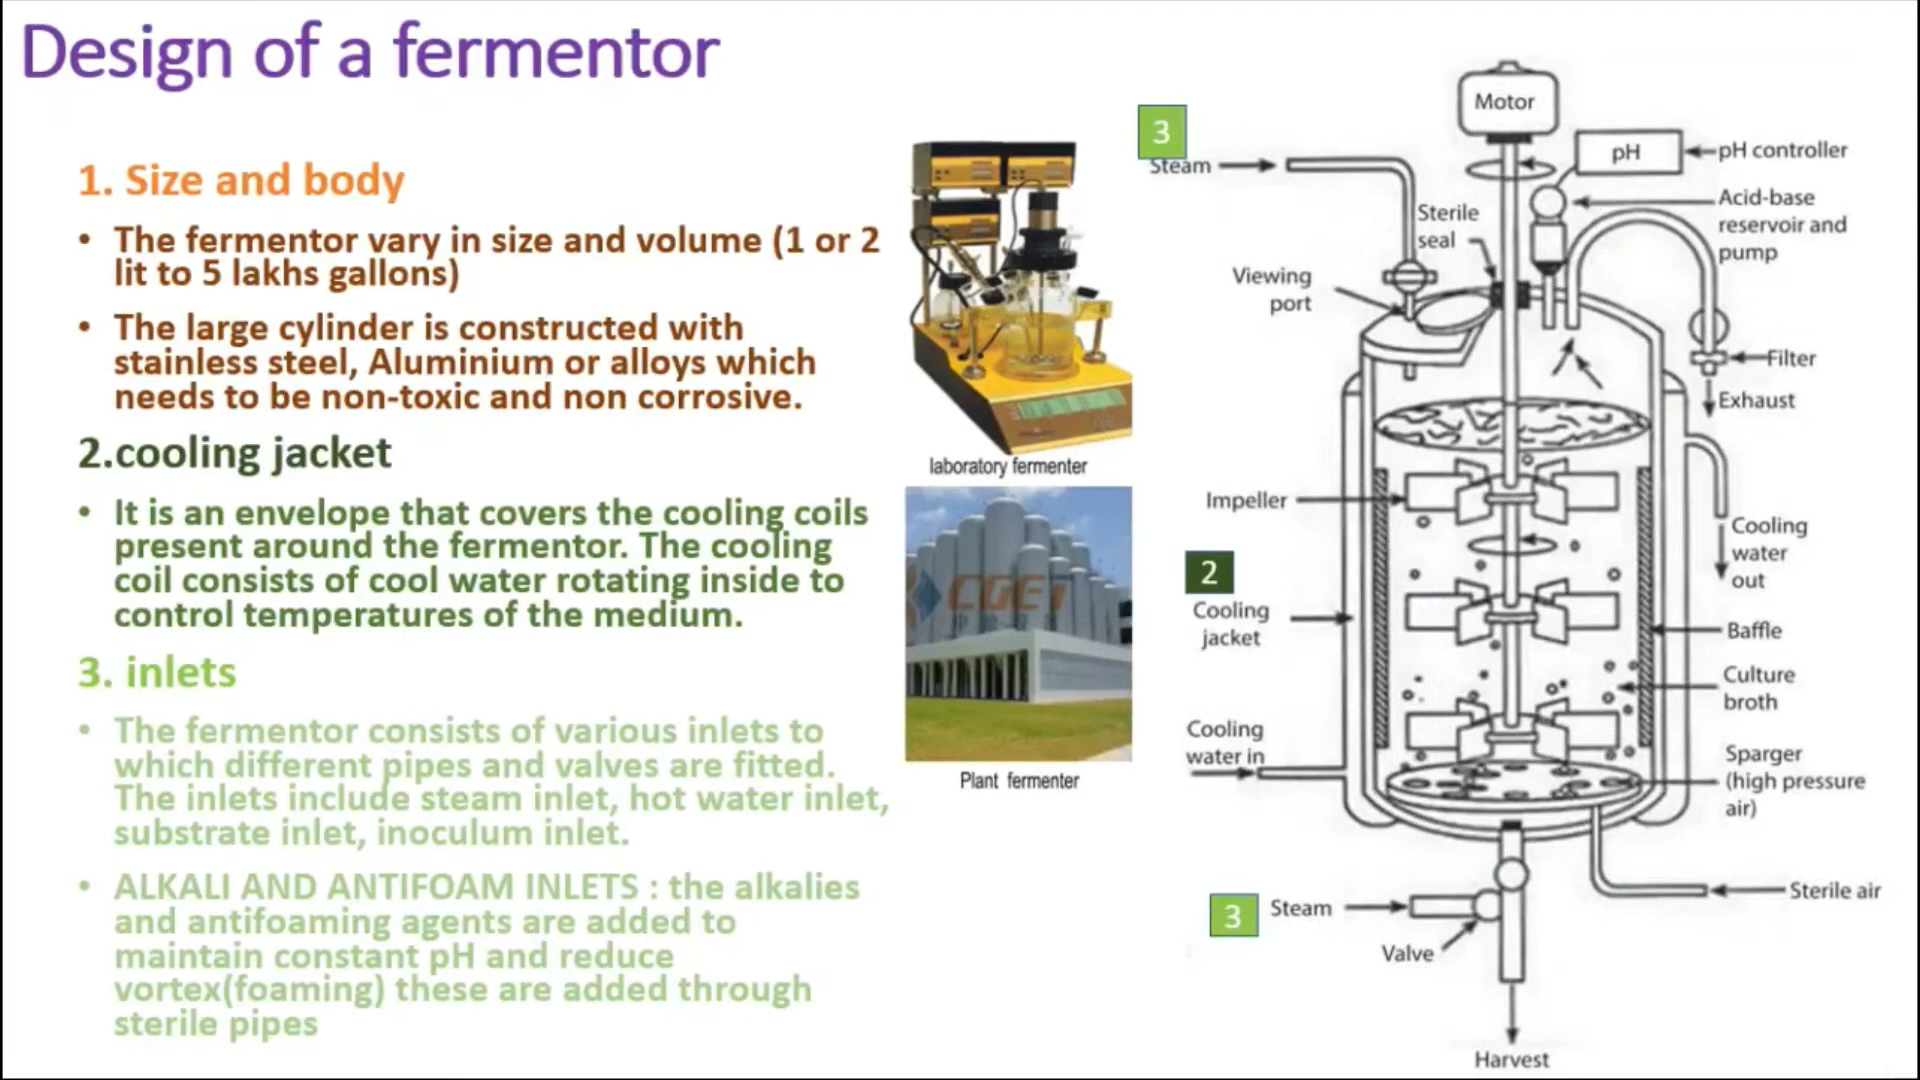 Design of a fermentor
1. Size and body
• The fermentor vary in size and volume (1 or 2
lit to 5 lakhs gallons)
• The large cylinder is constructed with
stainless steel, Aluminium or alloys which
needs to be non-toxic and non corrosive.
2.cooling jacket
• It is an envelope that covers the cooling coils
present around the fermentor. The cooling
coil consists of cool water rotating inside to
control temperatures of the medium.
3. inlets
• The fermentor consists of various inlets to
which different pipes and valves are fitted.
The inlets include steam inlet, hot water inlet,
substrate inlet, inoculum inlet.
• ALKALI AND ANTIFOAM INLETS : the alkalies
and antifoaming agents are added to
maintain constant pH and reduce
vortex(foaming) these are added through
sterile pipes
laboratory fermenter
Plant fermenter
3
Steam
Motor
pH
pH controller
Acid-base
reservoir and
pump
Sterile
seal
Viewing
port
Filter
Exhaust
Impeller
Cooling
water
out
2
Cooling
jacket
Baffle
Culture
broth
Cooling
water in
Sparger
(high pressure
air)
Sterile air
3
Steam
Valve
Harvest